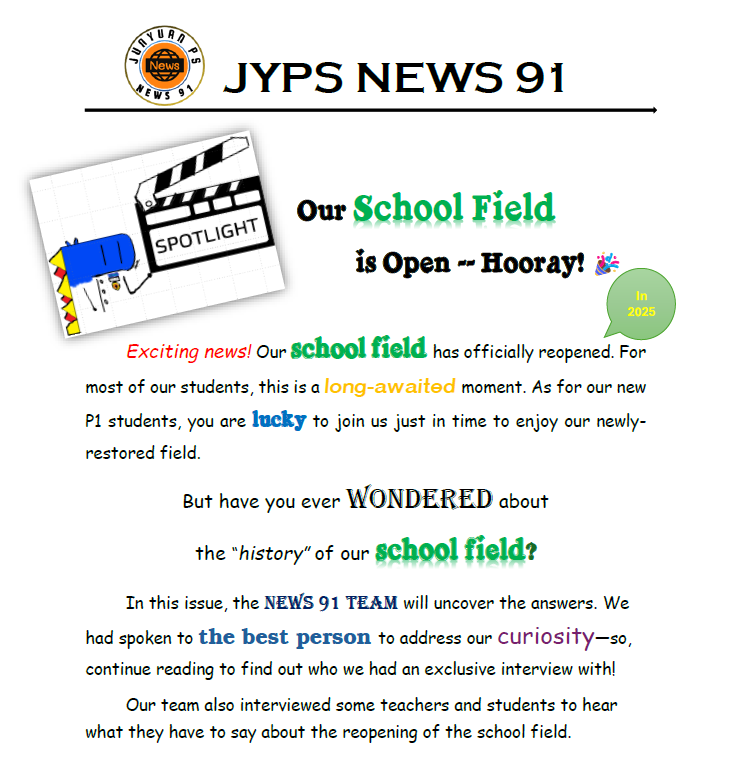 JUNYUAN PS
News
NEWS 91
JYPS NEWS 91
SPOTLIGHT
Our School Field
is Open -- Hooray! 🎉
In
2025
Exciting news! Our school field has officially reopened. For
most of our students, this is a long-awaited moment. As for our new
P1 students, you are lucky to join us just in time to enjoy our newly-
restored field.
But have you ever WONDERED about
the “history” of our school field?
In this issue, the NEWS 91 TEAM will uncover the answers. We
had spoken to the best person to address our curiosity—so,
continue reading to find out who we had an exclusive interview with!
Our team also interviewed some teachers and students to hear
what they have to say about the reopening of the school field.